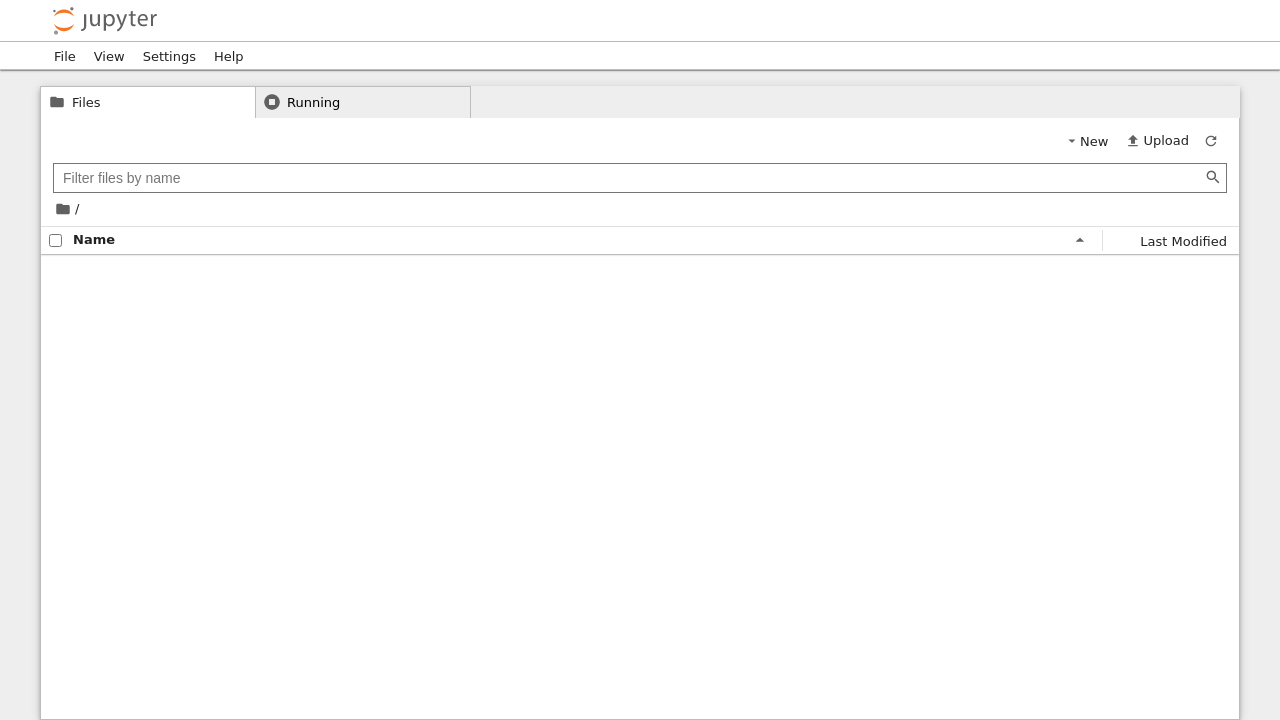 jupyter
File View Settings Help
Files Running
New Upload
Filter files by name
/
Name Last Modified